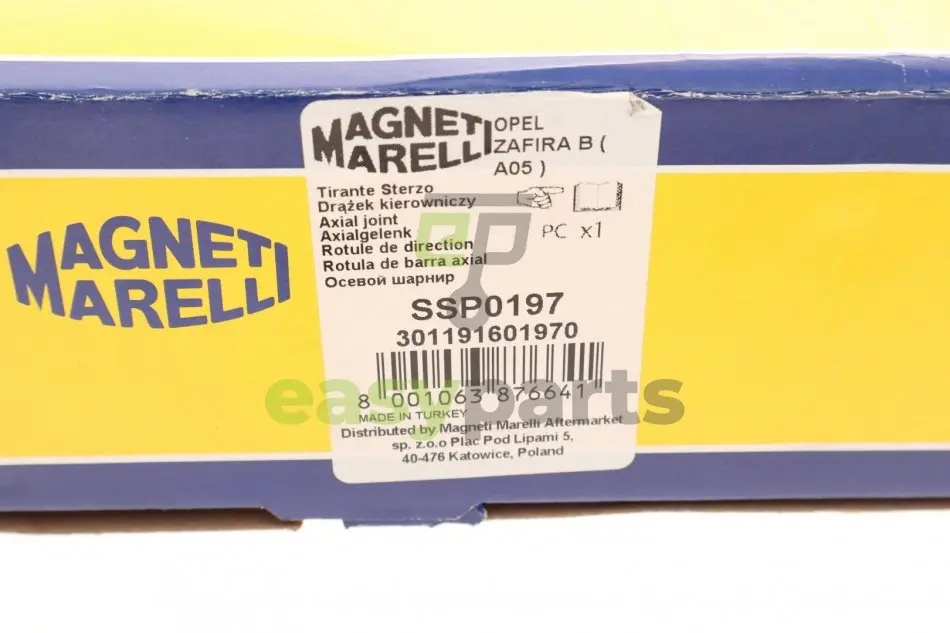 MAGNETI
MARELLI
MAGNETI
MARELLI
OPEL
ZAFIRA B (
A05 )
Tirante Sterzo
Drążek kierowniczy
Axial joint
Axialgelenk
Rotule de direction
Rotula de barra axial
Осевой шарнир
PC x1
SSP0197
301191601970
8 001063 876641
easyparts
MADE IN TURKEY
Distributed by Magneti Marelli Aftermarket
sp. z.o.o Plac Pod Lipami 5,
40-476 Katowice, Poland